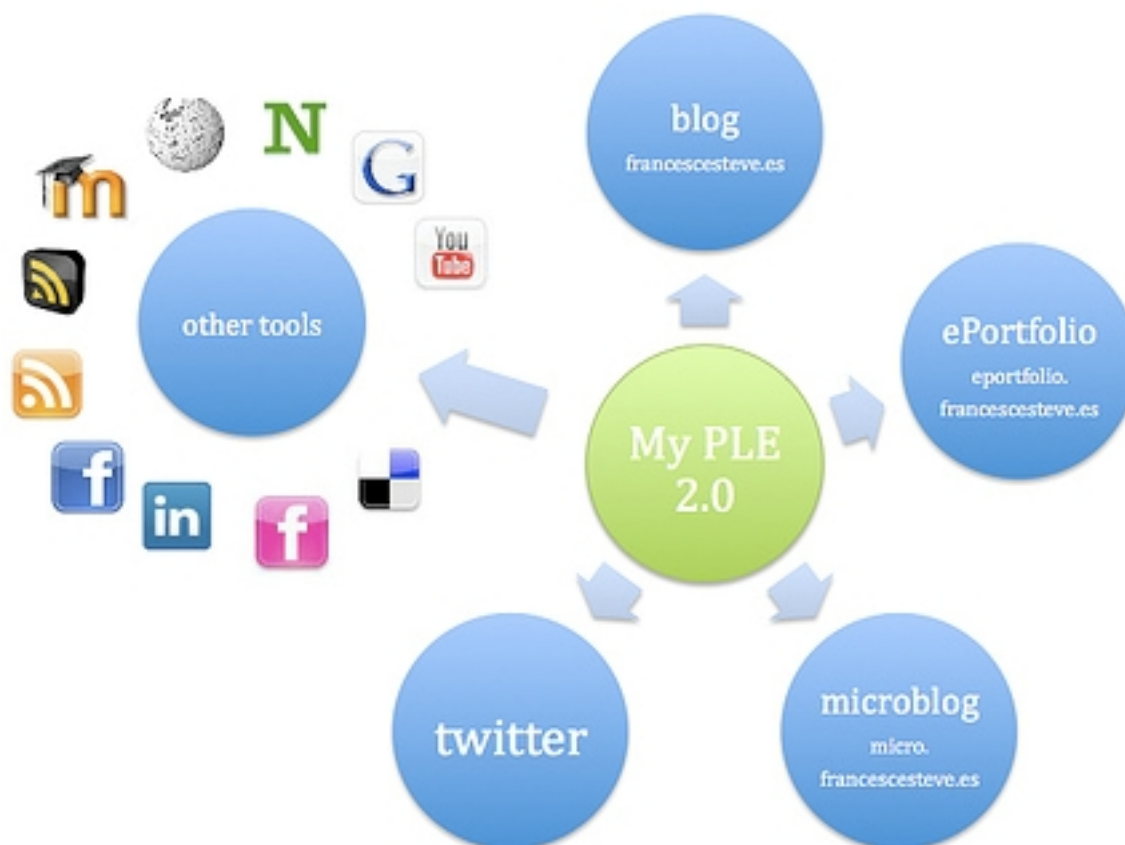 blog
francescesteve.es
N
G
You
Tube
m
other tools
ePortfolio
eportfolio.
francescesteve.es
My PLE
2.0
f
in
f
twitter
microblog
micro.
francescesteve.es